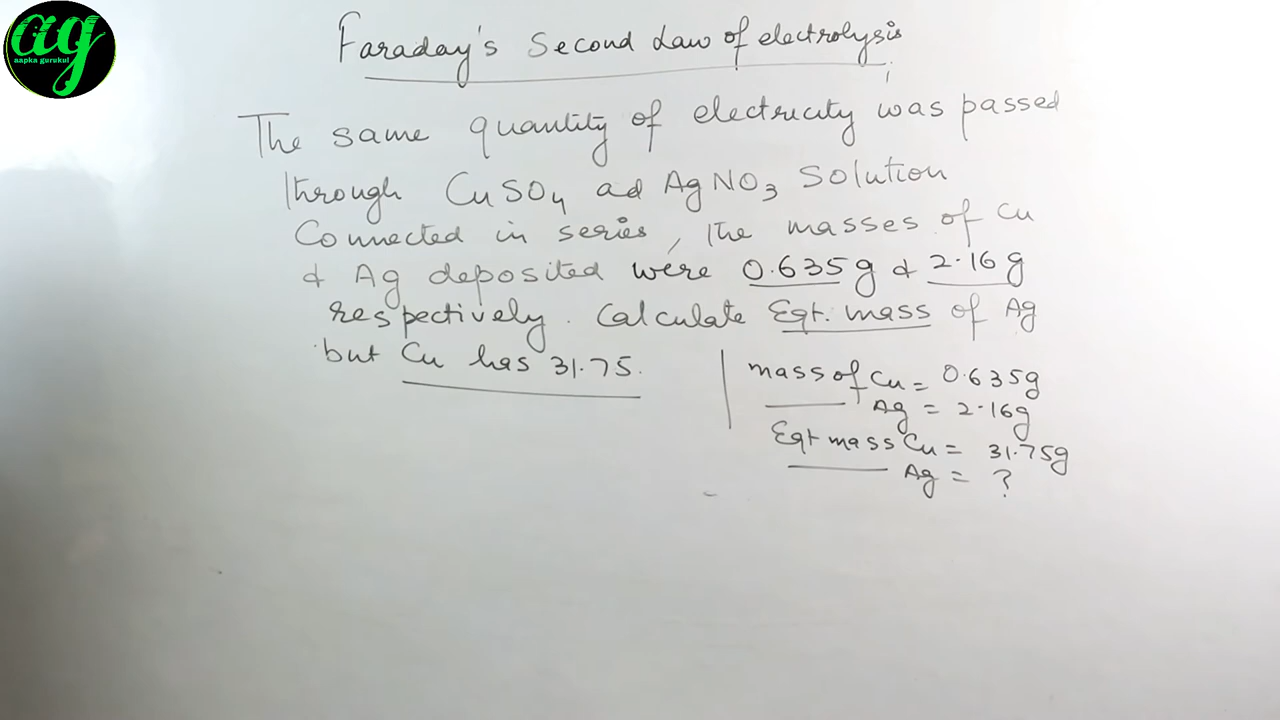 ag
aapka gurukul
Faraday's Second Law of electrolysis
The same quantity of electricity was passed
through CuSO4 ad AgNO3 Solution
Connected in series, the masses of Cu
& Ag deposited were 0.635g & 2.16g
respectively. Calculate Eqt. mass of Ag
but Cu has 31.75.
mass of Cu = 0.635g
Ag = 2.16g
Eqt mass Cu = 31.75g
Ag = ?